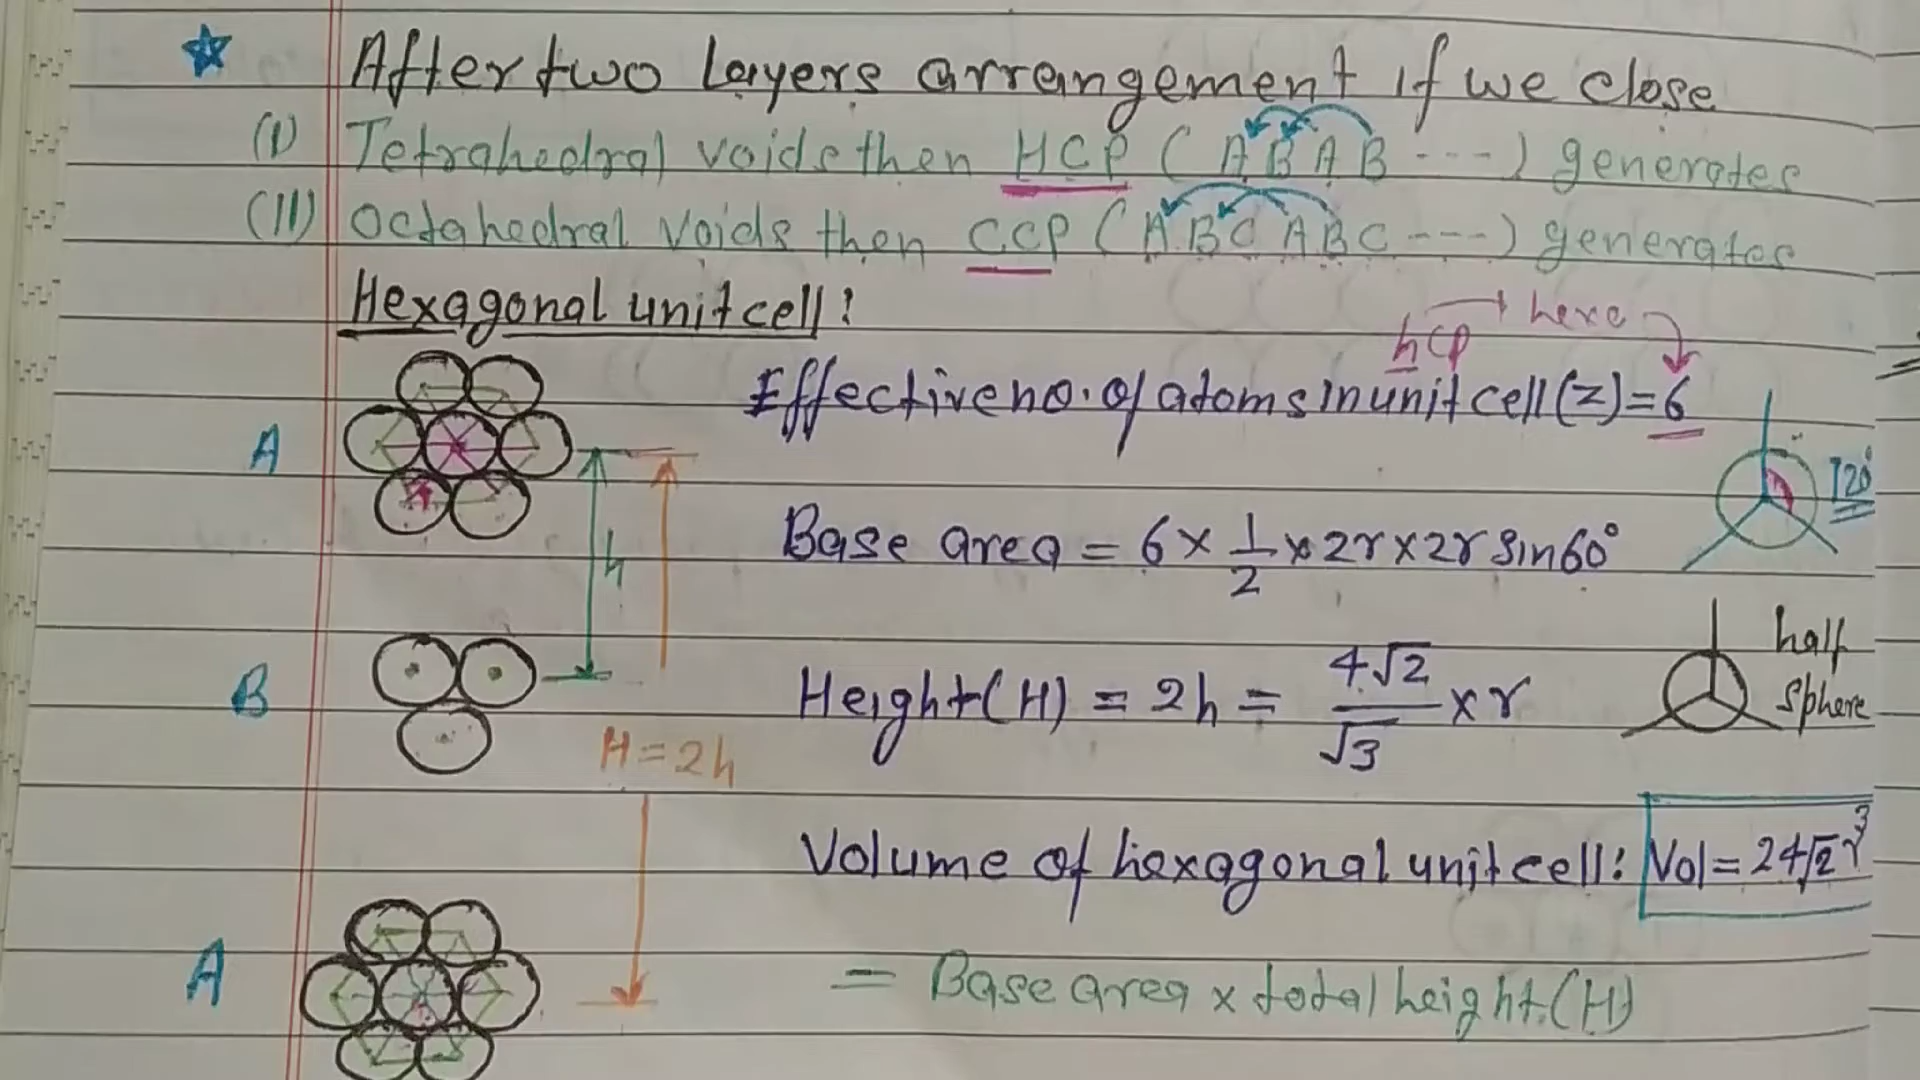 After two Layers arrangement if we close
(I) Tetrahedral voids then HCP (ABAB ----) generates
(II) Octahedral voids then CCP (ABCABC ----) generates
Hexagonal unit cell:
hcp → hexa
Effective no. of atoms in unit cell (Z) = 6
A
120°
h
Base area = 6 × 1/2 × 2r × 2r sin60°
half sphere
B
Height (H) = 2h = 4√2/√3 × r
H = 2h
Volume of hexagonal unit cell: Vol = 24√2 r³
A
= Base area × total height (H)